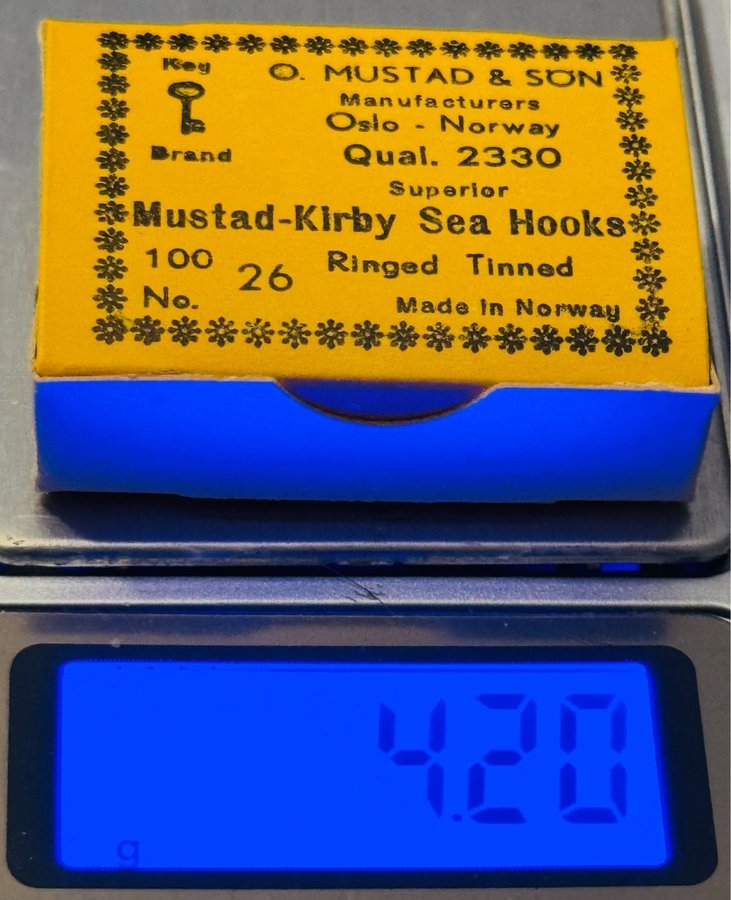 Key
O. MUSTAD & SON
Manufacturers
Oslo - Norway
Brand
Qual. 2330
Superior
Mustad-Kirby Sea Hooks
100
26
Ringed Tinned
No.
Made in Norway
4.20
g